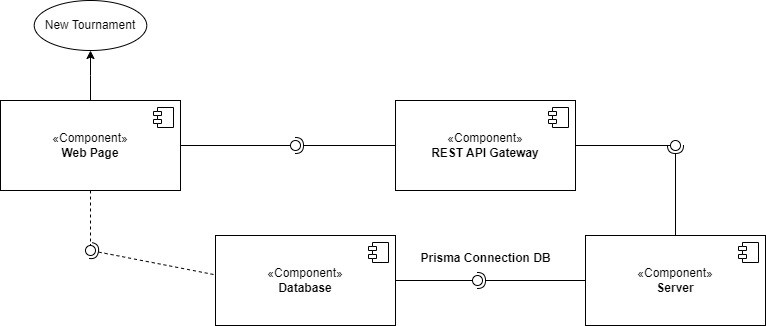 New Tournament
«Component»
Web Page
«Component»
REST API Gateway
«Component»
Database
Prisma Connection DB
«Component»
Server